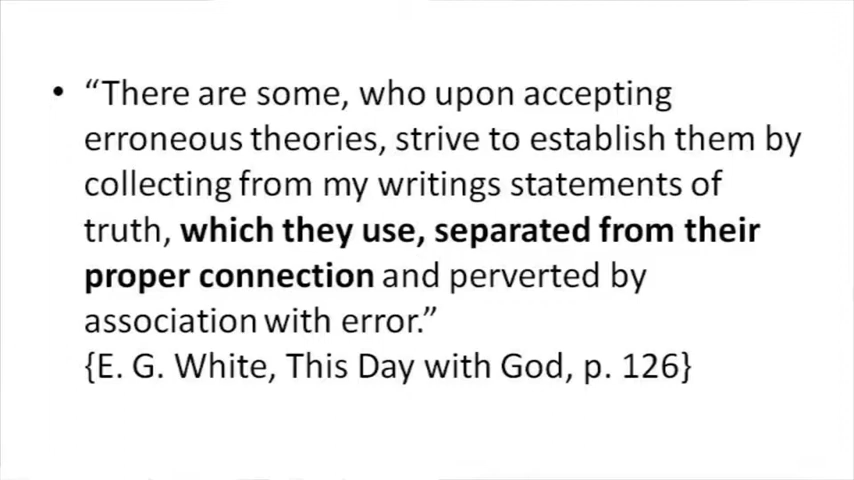 • “There are some, who upon accepting
erroneous theories, strive to establish them by
collecting from my writings statements of
truth, which they use, separated from their
proper connection and perverted by
association with error.”
{E. G. White, This Day with God, p. 126}